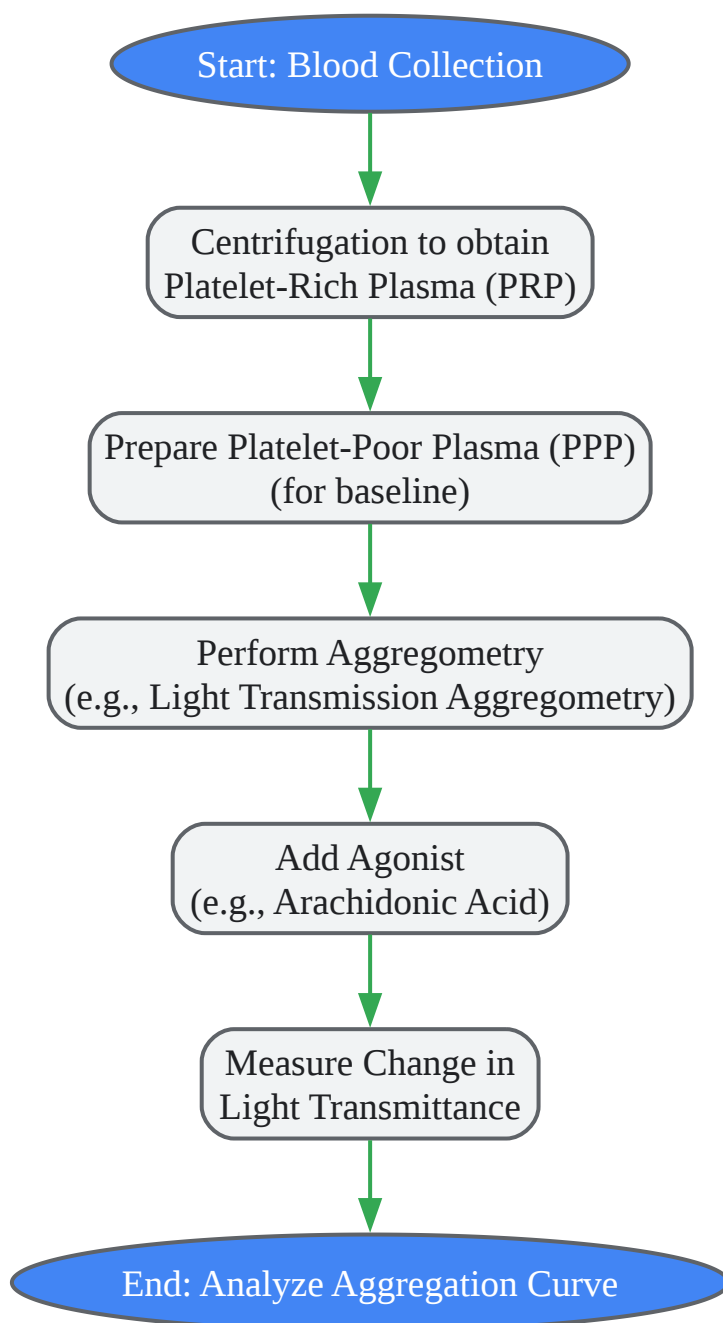 Start: Blood Collection
Centrifugation to obtain
Platelet-Rich Plasma (PRP)
Prepare Platelet-Poor Plasma (PPP)
(for baseline)
Perform Aggregometry
(e.g., Light Transmission Aggregometry)
Add Agonist
(e.g., Arachidonic Acid)
Measure Change in
Light Transmittance
End: Analyze Aggregation Curve